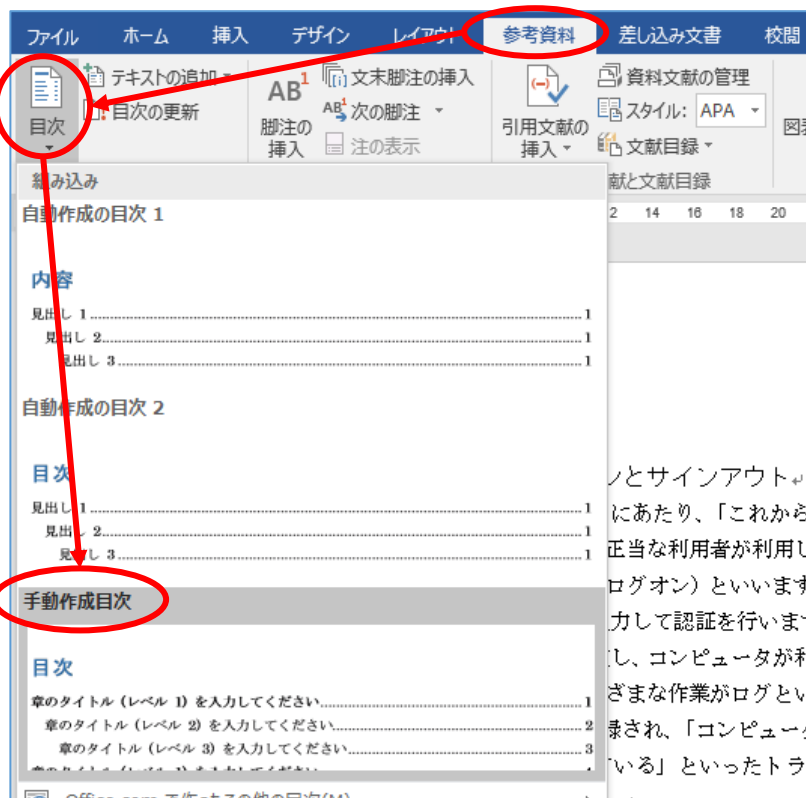 ファイル ホーム 挿入 デザイン レイアウト 参考資料 差し込み文書 校閲
目次
テキストの追加
目次の更新
AB1
脚注の
挿入
文末脚注の挿入
次の脚注
注の表示
引用文献の
挿入
資料文献の管理
スタイル: APA
文献目録
献と文献目録
組み込み
2 14 16 18 20
自動作成の目次 1
内容
見出し 1 1
見出し 2 1
見出し 3 1
自動作成の目次 2
目次
見出し 1 1
見出し 2 1
見出し 3 1
手動作成目次
目次
章のタイトル (レベル 1) を入力してください 1
章のタイトル (レベル 2) を入力してください 2
章のタイトル (レベル 3) を入力してください 3
ンとサインアウト
にあたり、「これから
正当な利用者が利用し
ログオン）といいます
力して認証を行います
し、コンピュータが利
ざまな作業がログとい
録され、「コンピュータ
いる」といったトラ